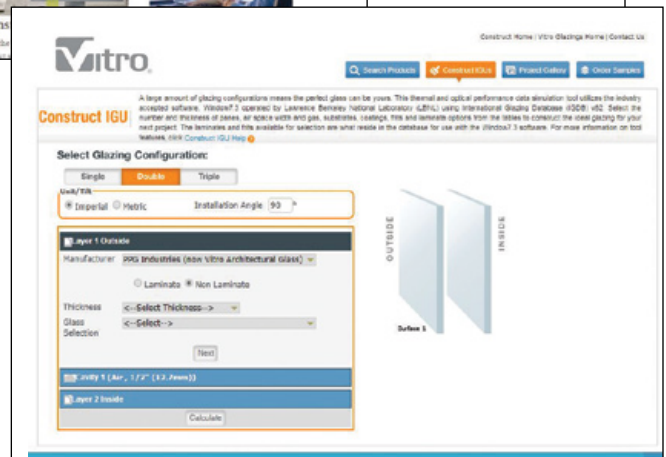 Construct Home | Vitro Glazings Home | Contact Us
Vitro
Search Products
Construct IGUs
Project Gallery
Order Samples
Construct IGU
A large amount of glazing configurations means the perfect glass can be yours. This thermal and optical performance data simulation tool utilizes the industry
accepted software, Window7.3 operated by Lawrence Berkeley National Laboratory (LBNL) using International Glazing Database (IGDB) v52. Select the
number and thickness of panes, air space width and gas, substrates, coatings, frits and laminate options from the tables to construct the ideal glazing for your
next project. The laminates and frits available for selection are what reside in the database for use with the Window7.3 software. For more information on tool
features, click Construct IGU Help
Select Glazing Configuration:
Single
Double
Triple
Unit/Tilt
Imperial
Metric
Installation Angle 90 °
Layer 1 Outside
Manufacturer PPG Industries (non Vitro Architectural Glass)
Laminate
Non Laminate
Thickness <--Select Thickness-->
Glass
Selection
<--Select-->
Next
Cavity 1 (Air , 1/2" (12.7mm))
Layer 2 Inside
Calculate
OUTSIDE
INSIDE
Surface 1